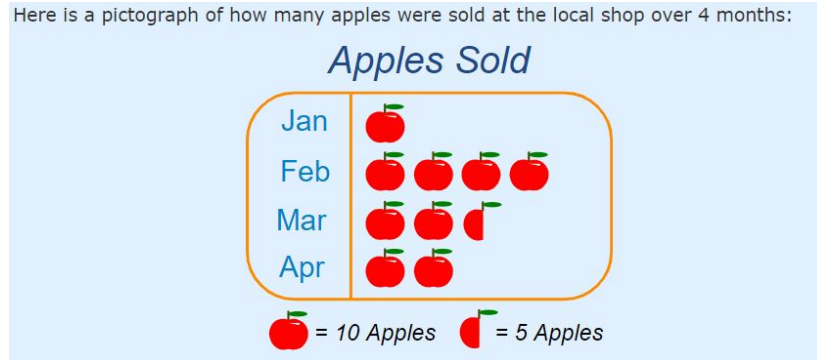 Here is a pictograph of how many apples were sold at the local shop over 4 months:
Apples Sold
Jan
Feb
Mar
Apr
= 10 Apples = 5 Apples